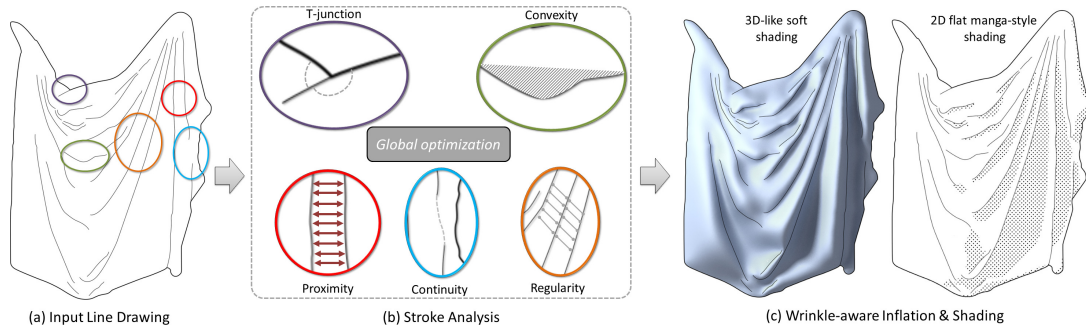 T-junction
Convexity
Global optimization
Proximity
Continuity
Regularity
3D-like soft
shading
2D flat manga-style
shading
(a) Input Line Drawing
(b) Stroke Analysis
(c) Wrinkle-aware Inflation & Shading